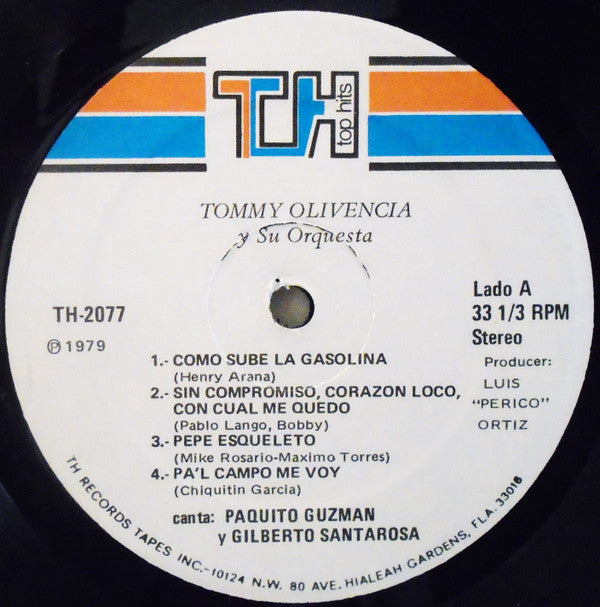 TH top hits
TOMMY OLIVENCIA
y Su Orquesta
TH-2077
℗ 1979
Lado A
33 1/3 RPM
Stereo
Producer:
LUIS
"PERICO"
ORTIZ
1.- COMO SUBE LA GASOLINA
(Henry Arana)
2.- SIN COMPROMISO, CORAZON LOCO,
CON CUAL ME QUEDO
(Pablo Lango, Bobby)
3.- PEPE ESQUELETO
(Mike Rosario-Maximo Torres)
4.- PA'L CAMPO ME VOY
(Chiquitin Garcia)
canta: PAQUITO GUZMAN
y GILBERTO SANTAROSA
TH RECORDS TAPES INC.-10124 N.W. 80 AVE. HIALEAH GARDENS, FLA. 33016